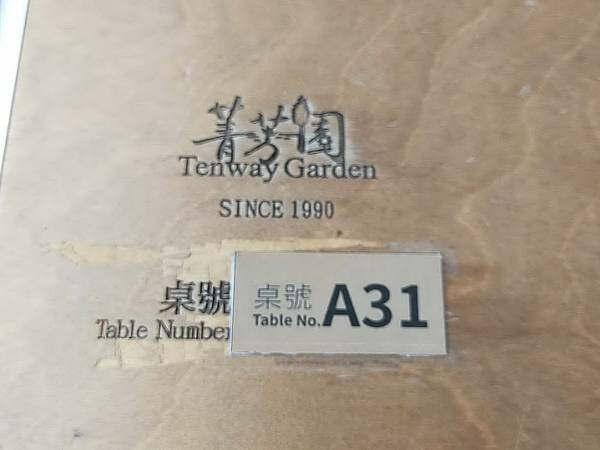 菁芳園
Tenway Garden
SINCE 1990
桌號
Table Number
桌號
Table No. A31